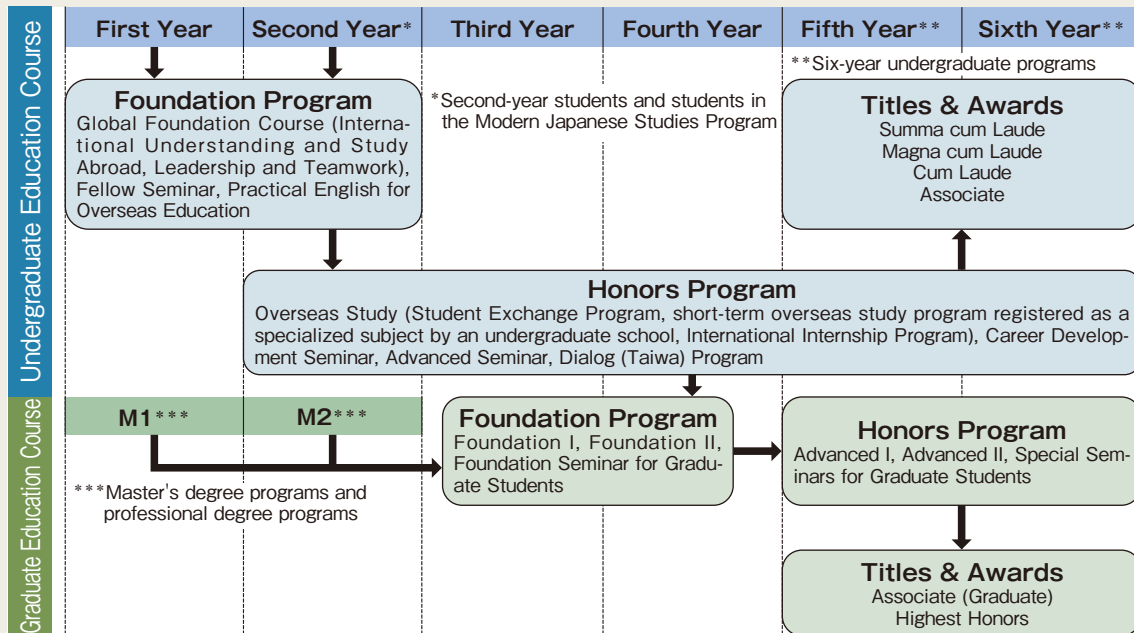 Undergraduate Education Course
First Year
Second Year*
Third Year
Fourth Year
Fifth Year**
Sixth Year**
**Six-year undergraduate programs
Foundation Program
Global Foundation Course (Interna-
tional Understanding and Study
Abroad, Leadership and Teamwork),
Fellow Seminar, Practical English for
Overseas Education
*Second-year students and students in
the Modern Japanese Studies Program
Titles & Awards
Summa cum Laude
Magna cum Laude
Cum Laude
Associate
Honors Program
Overseas Study (Student Exchange Program, short-term overseas study program registered as a
specialized subject by an undergraduate school, International Internship Program), Career Develop-
ment Seminar, Advanced Seminar, Dialog (Taiwa) Program
Graduate Education Course
M1***
M2***
***Master's degree programs and
professional degree programs
Foundation Program
Foundation I, Foundation II,
Foundation Seminar for Gradu-
ate Students
Honors Program
Advanced I, Advanced II, Special Sem-
inars for Graduate Students
Titles & Awards
Associate (Graduate)
Highest Honors